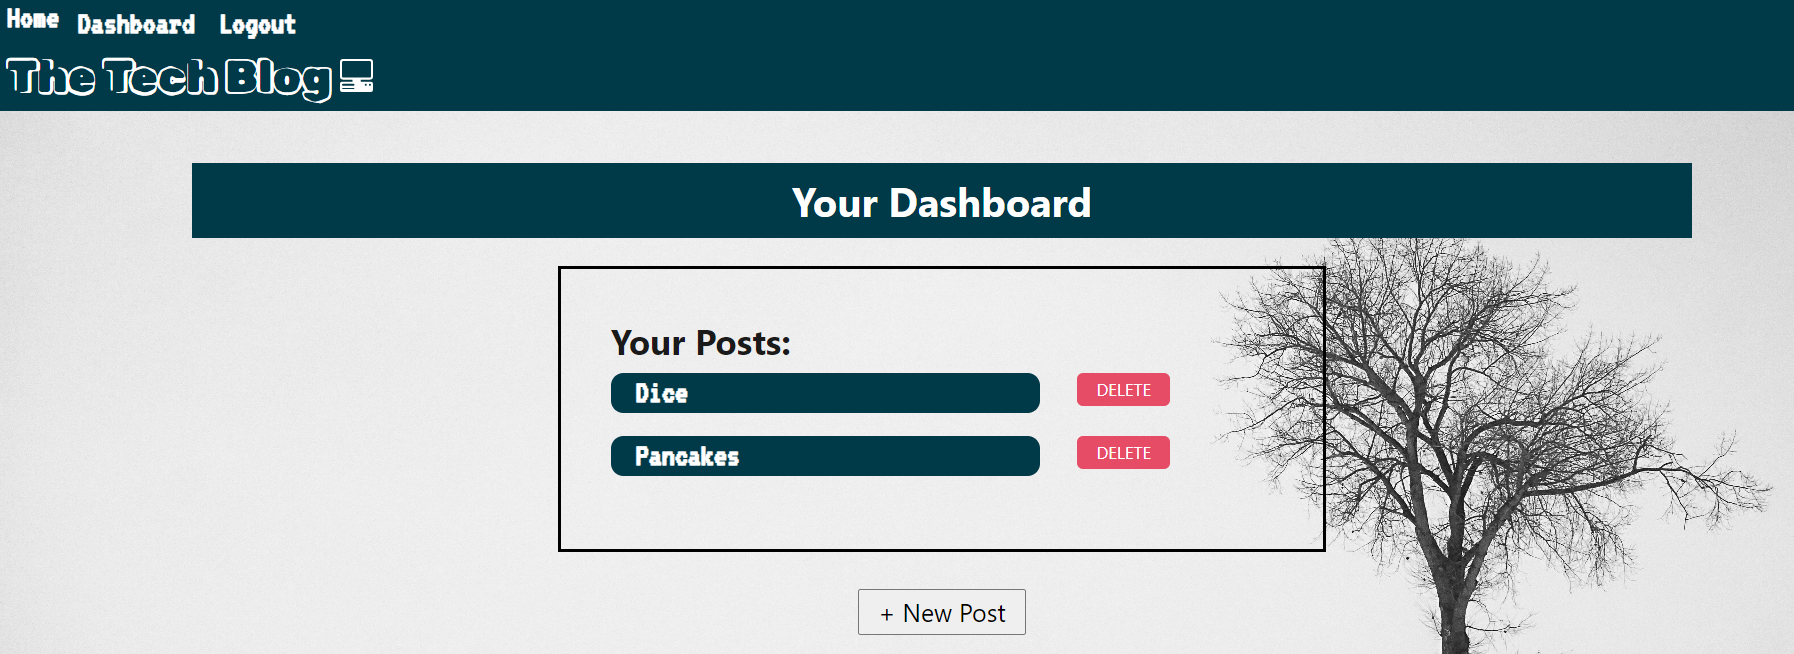 Home Dashboard Logout
The Tech Blog
Your Dashboard
Your Posts:
Dice DELETE
Pancakes DELETE
+ New Post